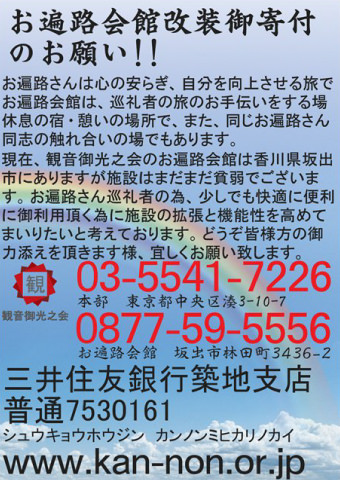 お遍路会館改装御寄付
のお願い!!
お遍路さんは心の安らぎ、自分を向上させる旅で
お遍路会館は、巡礼者の旅のお手伝いをする場
休息の宿・憩いの場所で、また、同じお遍路さん
同志の触れ合いの場でもあります。
現在、観音御光之会のお遍路会館は香川県坂出
市にありますが施設はまだまだ貧弱でございま
す。お遍路さん巡礼者の為、少しでも快適に便利
に御利用頂く為に施設の拡張と機能性を高めて
まいりたいと考えております。どうぞ皆様方の御
力添えを頂きます様、宜しくお願い致します。
観
観音御光之会
03-5541-7226
本部 東京都中央区湊3-10-7
0877-59-5556
お遍路会館 坂出市林田町3436-2
三井住友銀行築地支店
普通7530161
シュウキョウホウジン カンノンミヒカリノカイ
www.kan-non.or.jp